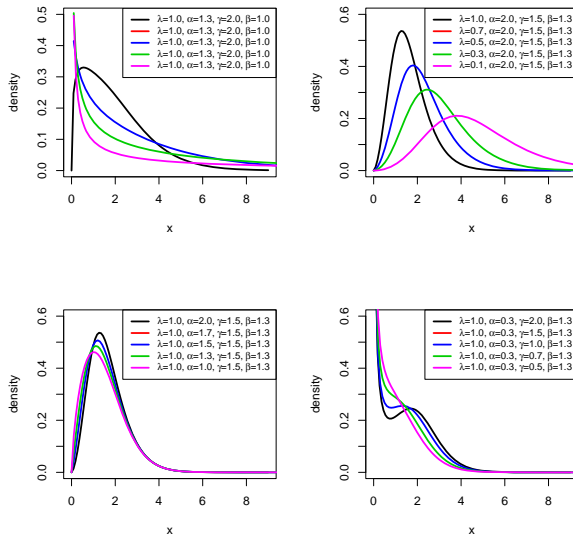 λ=1.0, α=1.3, γ=2.0, β=1.0
λ=1.0, α=1.3, γ=2.0, β=1.0
λ=1.0, α=1.3, γ=2.0, β=1.0
λ=1.0, α=1.3, γ=2.0, β=1.0
λ=1.0, α=1.3, γ=2.0, β=1.0
density
0.0 0.1 0.2 0.3 0.4 0.5
0 2 4 6 8
x
λ=1.0, α=2.0, γ=1.5, β=1.3
λ=0.7, α=2.0, γ=1.5, β=1.3
λ=0.5, α=2.0, γ=1.5, β=1.3
λ=0.3, α=2.0, γ=1.5, β=1.3
λ=0.1, α=2.0, γ=1.5, β=1.3
density
0.0 0.2 0.4 0.6
0 2 4 6 8
x
λ=1.0, α=2.0, γ=1.5, β=1.3
λ=1.0, α=1.7, γ=1.5, β=1.3
λ=1.0, α=1.5, γ=1.5, β=1.3
λ=1.0, α=1.3, γ=1.5, β=1.3
λ=1.0, α=1.0, γ=1.5, β=1.3
density
0.0 0.2 0.4 0.6
0 2 4 6 8
x
λ=1.0, α=0.3, γ=2.0, β=1.3
λ=1.0, α=0.3, γ=1.5, β=1.3
λ=1.0, α=0.3, γ=1.0, β=1.3
λ=1.0, α=0.3, γ=0.7, β=1.3
λ=1.0, α=0.3, γ=0.5, β=1.3
density
0.0 0.2 0.4 0.6
0 2 4 6 8
x